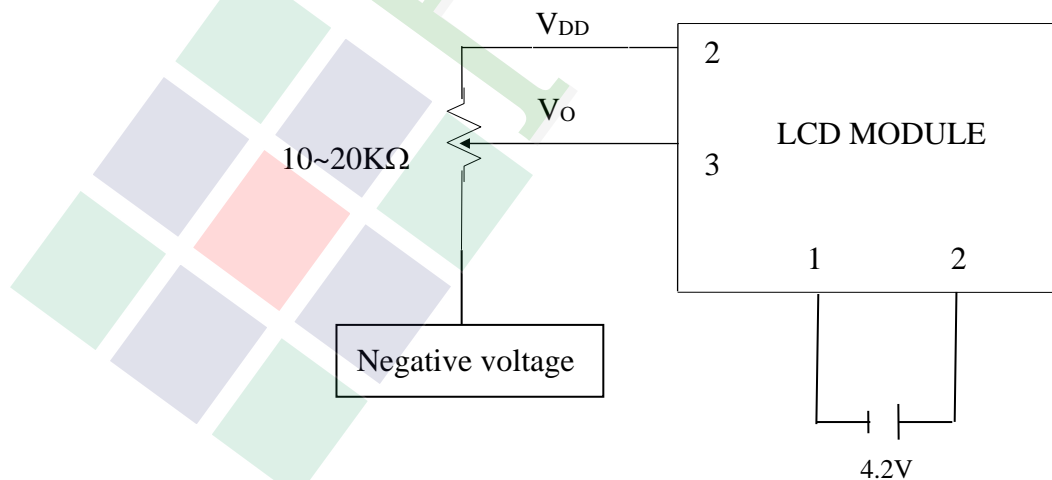 VDD
2
VO
LCD MODULE
10~20KΩ
3
1 2
Negative voltage
4.2V